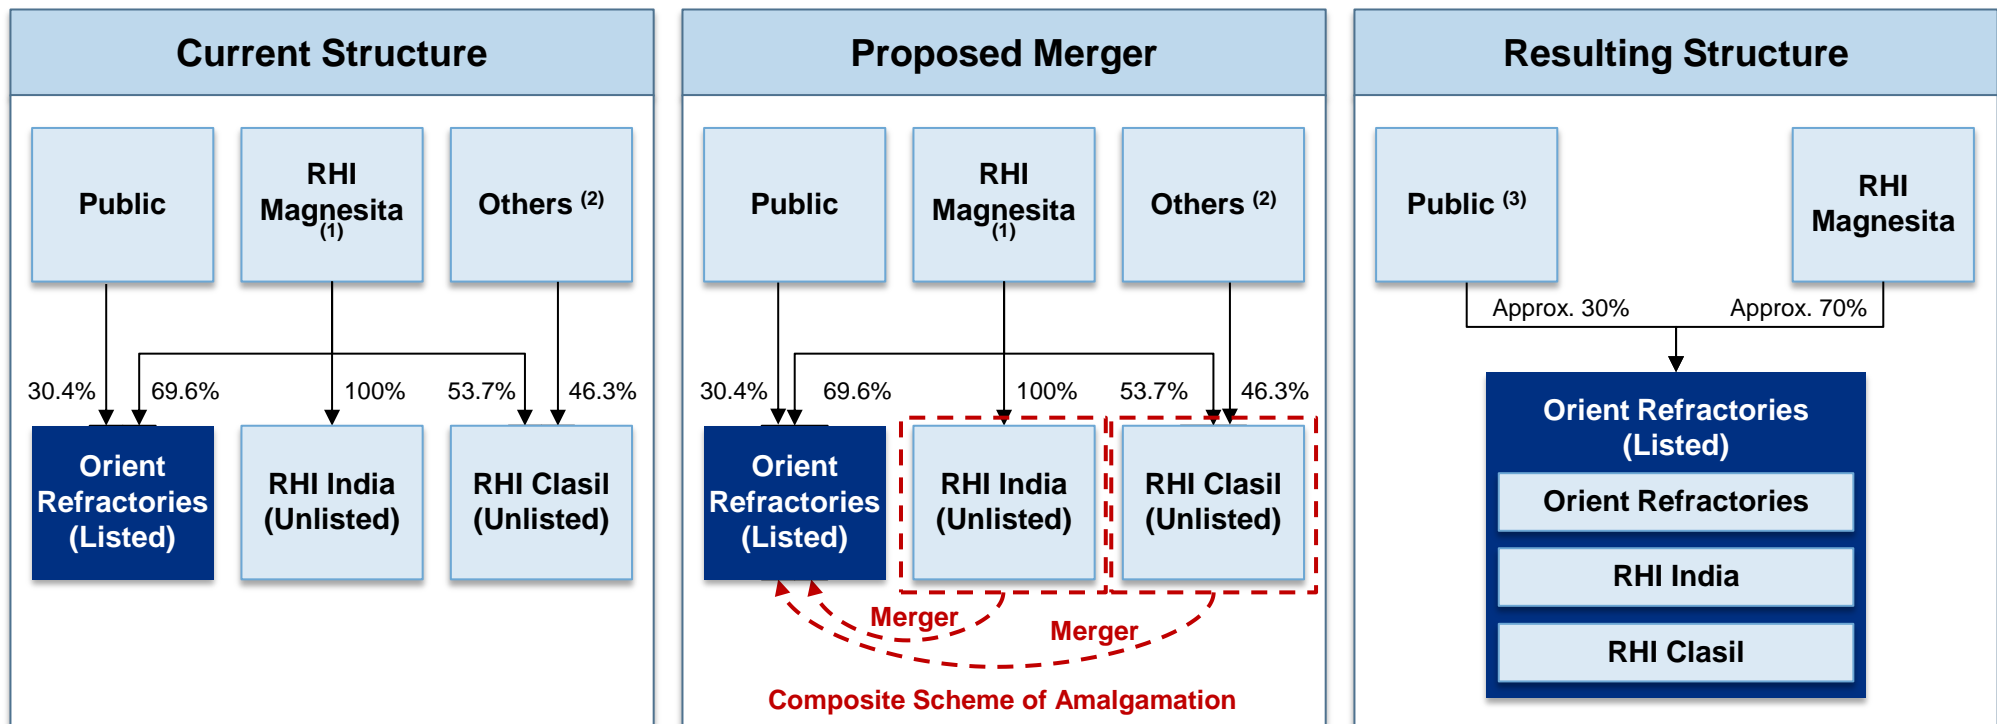 Current Structure
Public
RHI
Magnesita
(1)
Others (2)
30.4%
69.6%
100%
53.7%
46.3%
Orient
Refractories
(Listed)
RHI India
(Unlisted)
RHI Clasil
(Unlisted)
Proposed Merger
Public
RHI
Magnesita
(1)
Others (2)
30.4%
69.6%
100%
53.7%
46.3%
Orient
Refractories
(Listed)
RHI India
(Unlisted)
RHI Clasil
(Unlisted)
Merger
Merger
Composite Scheme of Amalgamation
Resulting Structure
Public (3)
RHI
Magnesita
Approx. 30%
Approx. 70%
Orient Refractories
(Listed)
Orient Refractories
RHI India
RHI Clasil